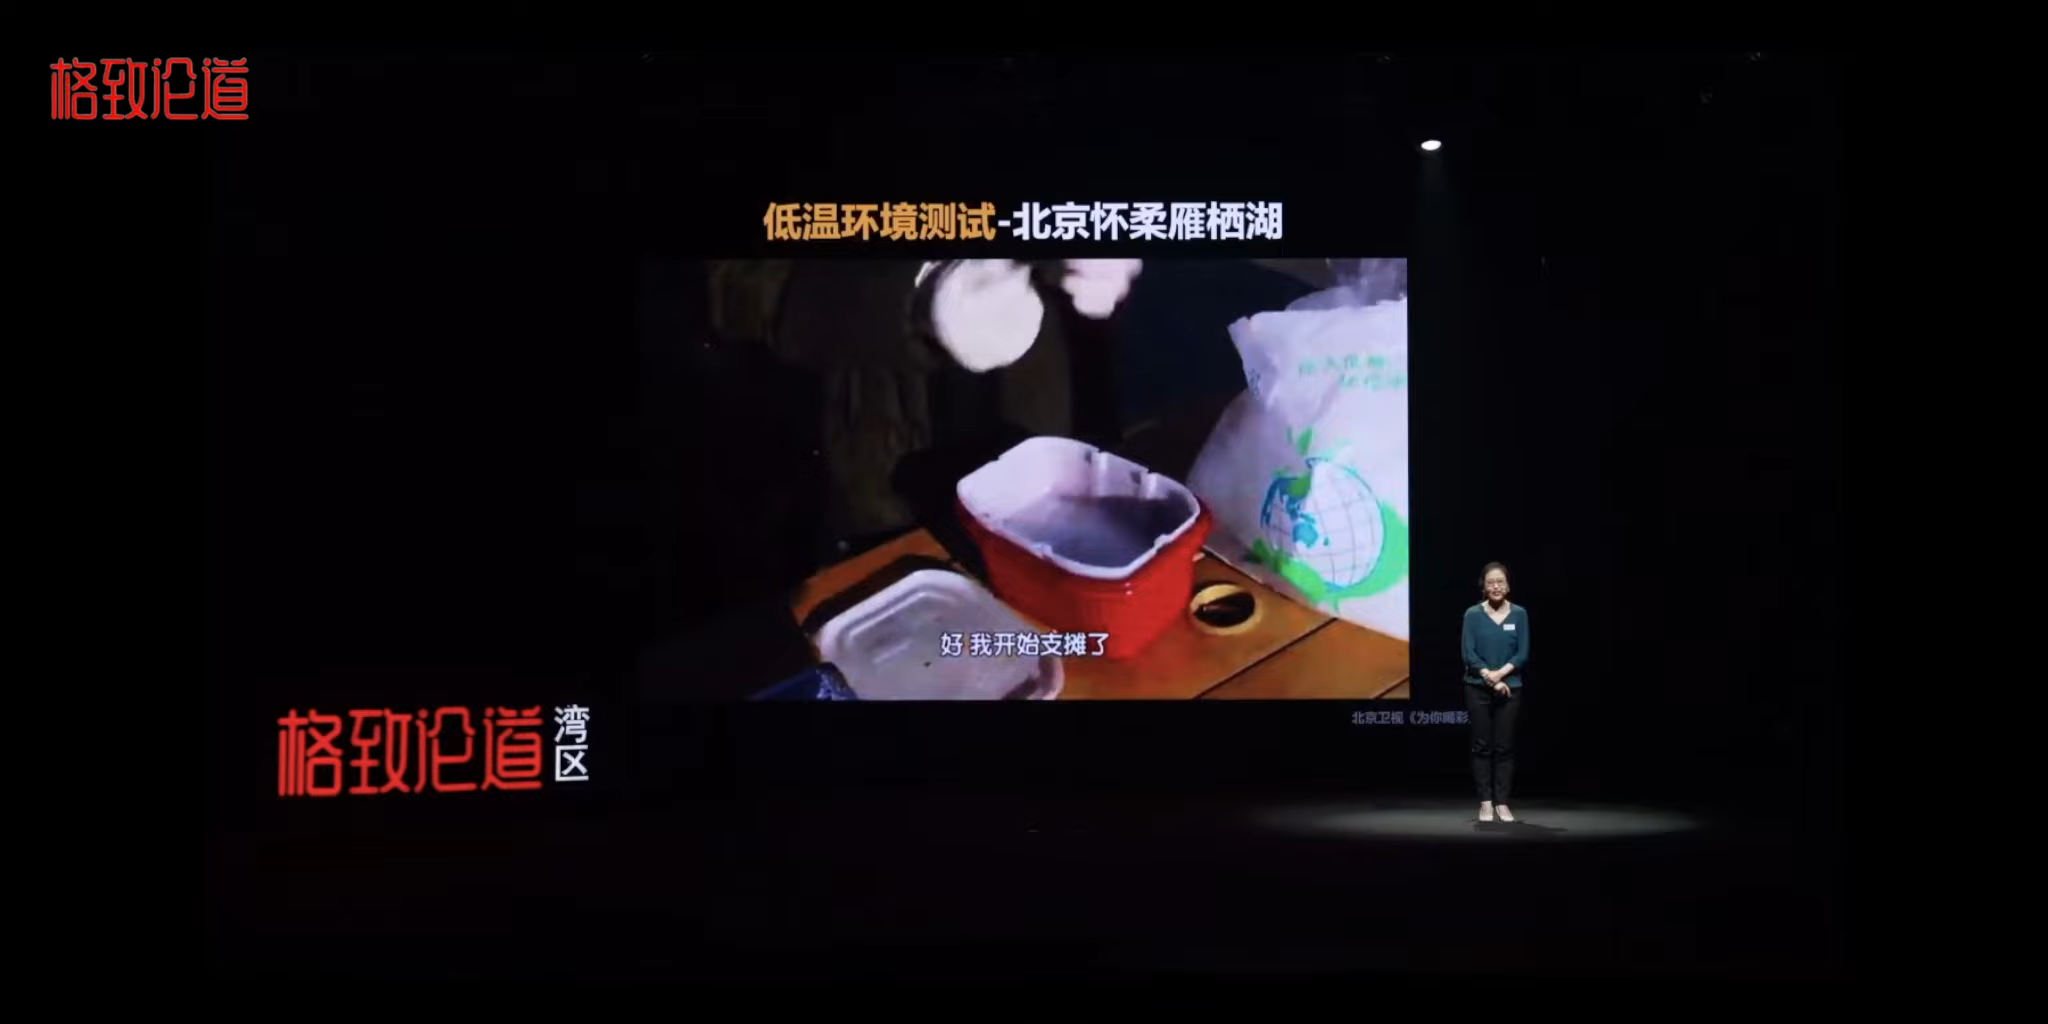 格致论道
低温环境测试-北京怀柔雁栖湖
好 我开始支摊了
北京卫视《为你喝彩
格致论道
湾区